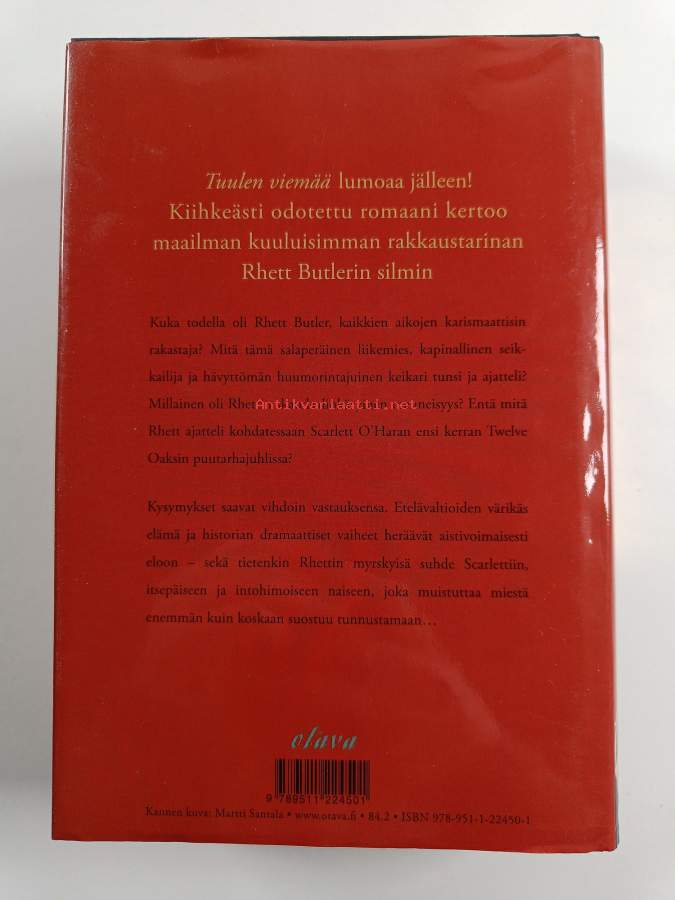 Tuulen viemää lumoaa jälleen!
Kiihkeästi odotettu romaani kertoo
maailman kuuluisimman rakkaustarinan
Rhett Butlerin silmin
Kuka todella oli Rhett Butler, kaikkien aikojen karismaattisin
rakastaja? Mitä tämä salaperäinen liikemies, kapinallinen seik-
kailija ja hävyttömän huumorintajuinen keikari tunsi ja ajatteli?
Millainen oli
Antikvariaatti.net
Rhett ajatteli kohdatessaan Scarlett O'Haran ensi kerran Twelve
Oaksin puutarhajuhlissa?
Kysymykset saavat vihdoin vastauksensa. Etelävaltioiden värikäs
elämä ja historian dramaattiset vaiheet heräävät aistivoimaisesti
eloon – sekä tietenkin Rhettin myrskyisä suhde Scarlettiin,
itsepäiseen ja intohimoiseen naiseen, joka muistuttaa miestä
enemmän kuin koskaan suostuu tunnustamaan...
otava
9 789511 224501
Kannen kuva: Martti Santala • www.otava.fi • 84.2 • ISBN 978-951-1-22450-1